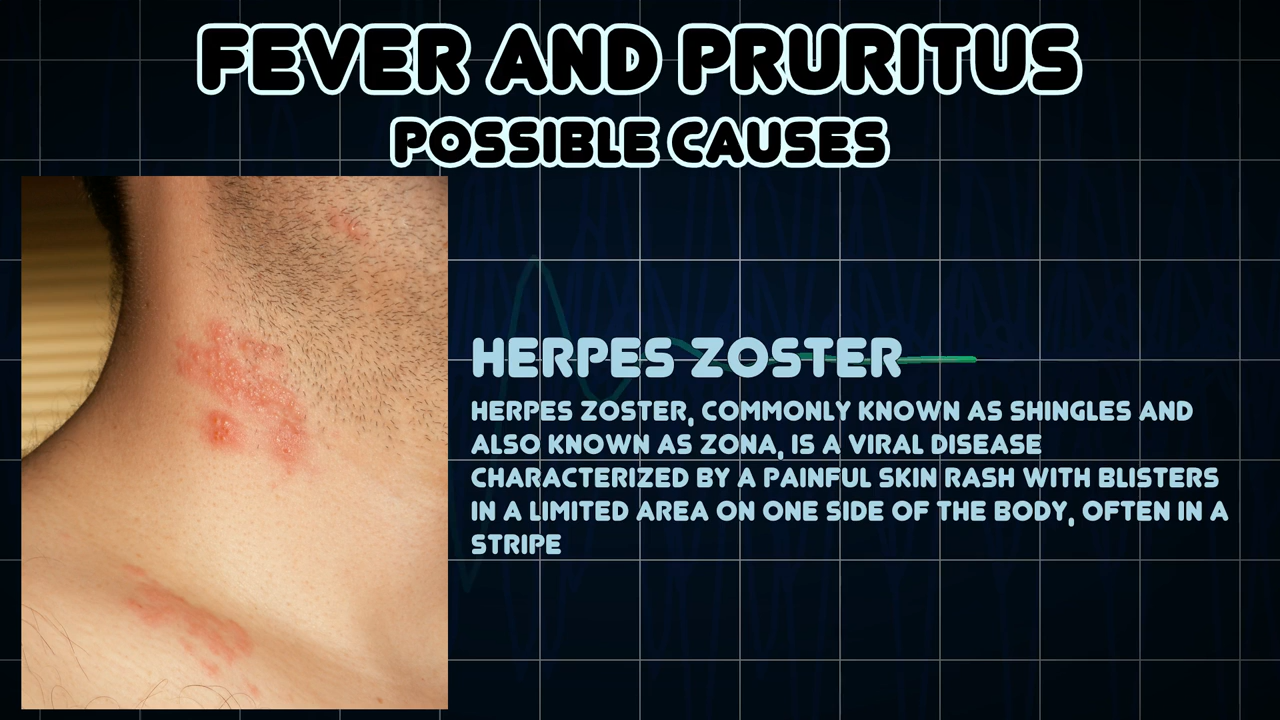 FEVER AND PRURITUS
POSSIBLE CAUSES
HERPES ZOSTER
HERPES ZOSTER, COMMONLY KNOWN AS SHINGLES AND
ALSO KNOWN AS ZONA, IS A VIRAL DISEASE
CHARACTERIZED BY A PAINFUL SKIN RASH WITH BLISTERS
IN A LIMITED AREA ON ONE SIDE OF THE BODY, OFTEN IN A
STRIPE